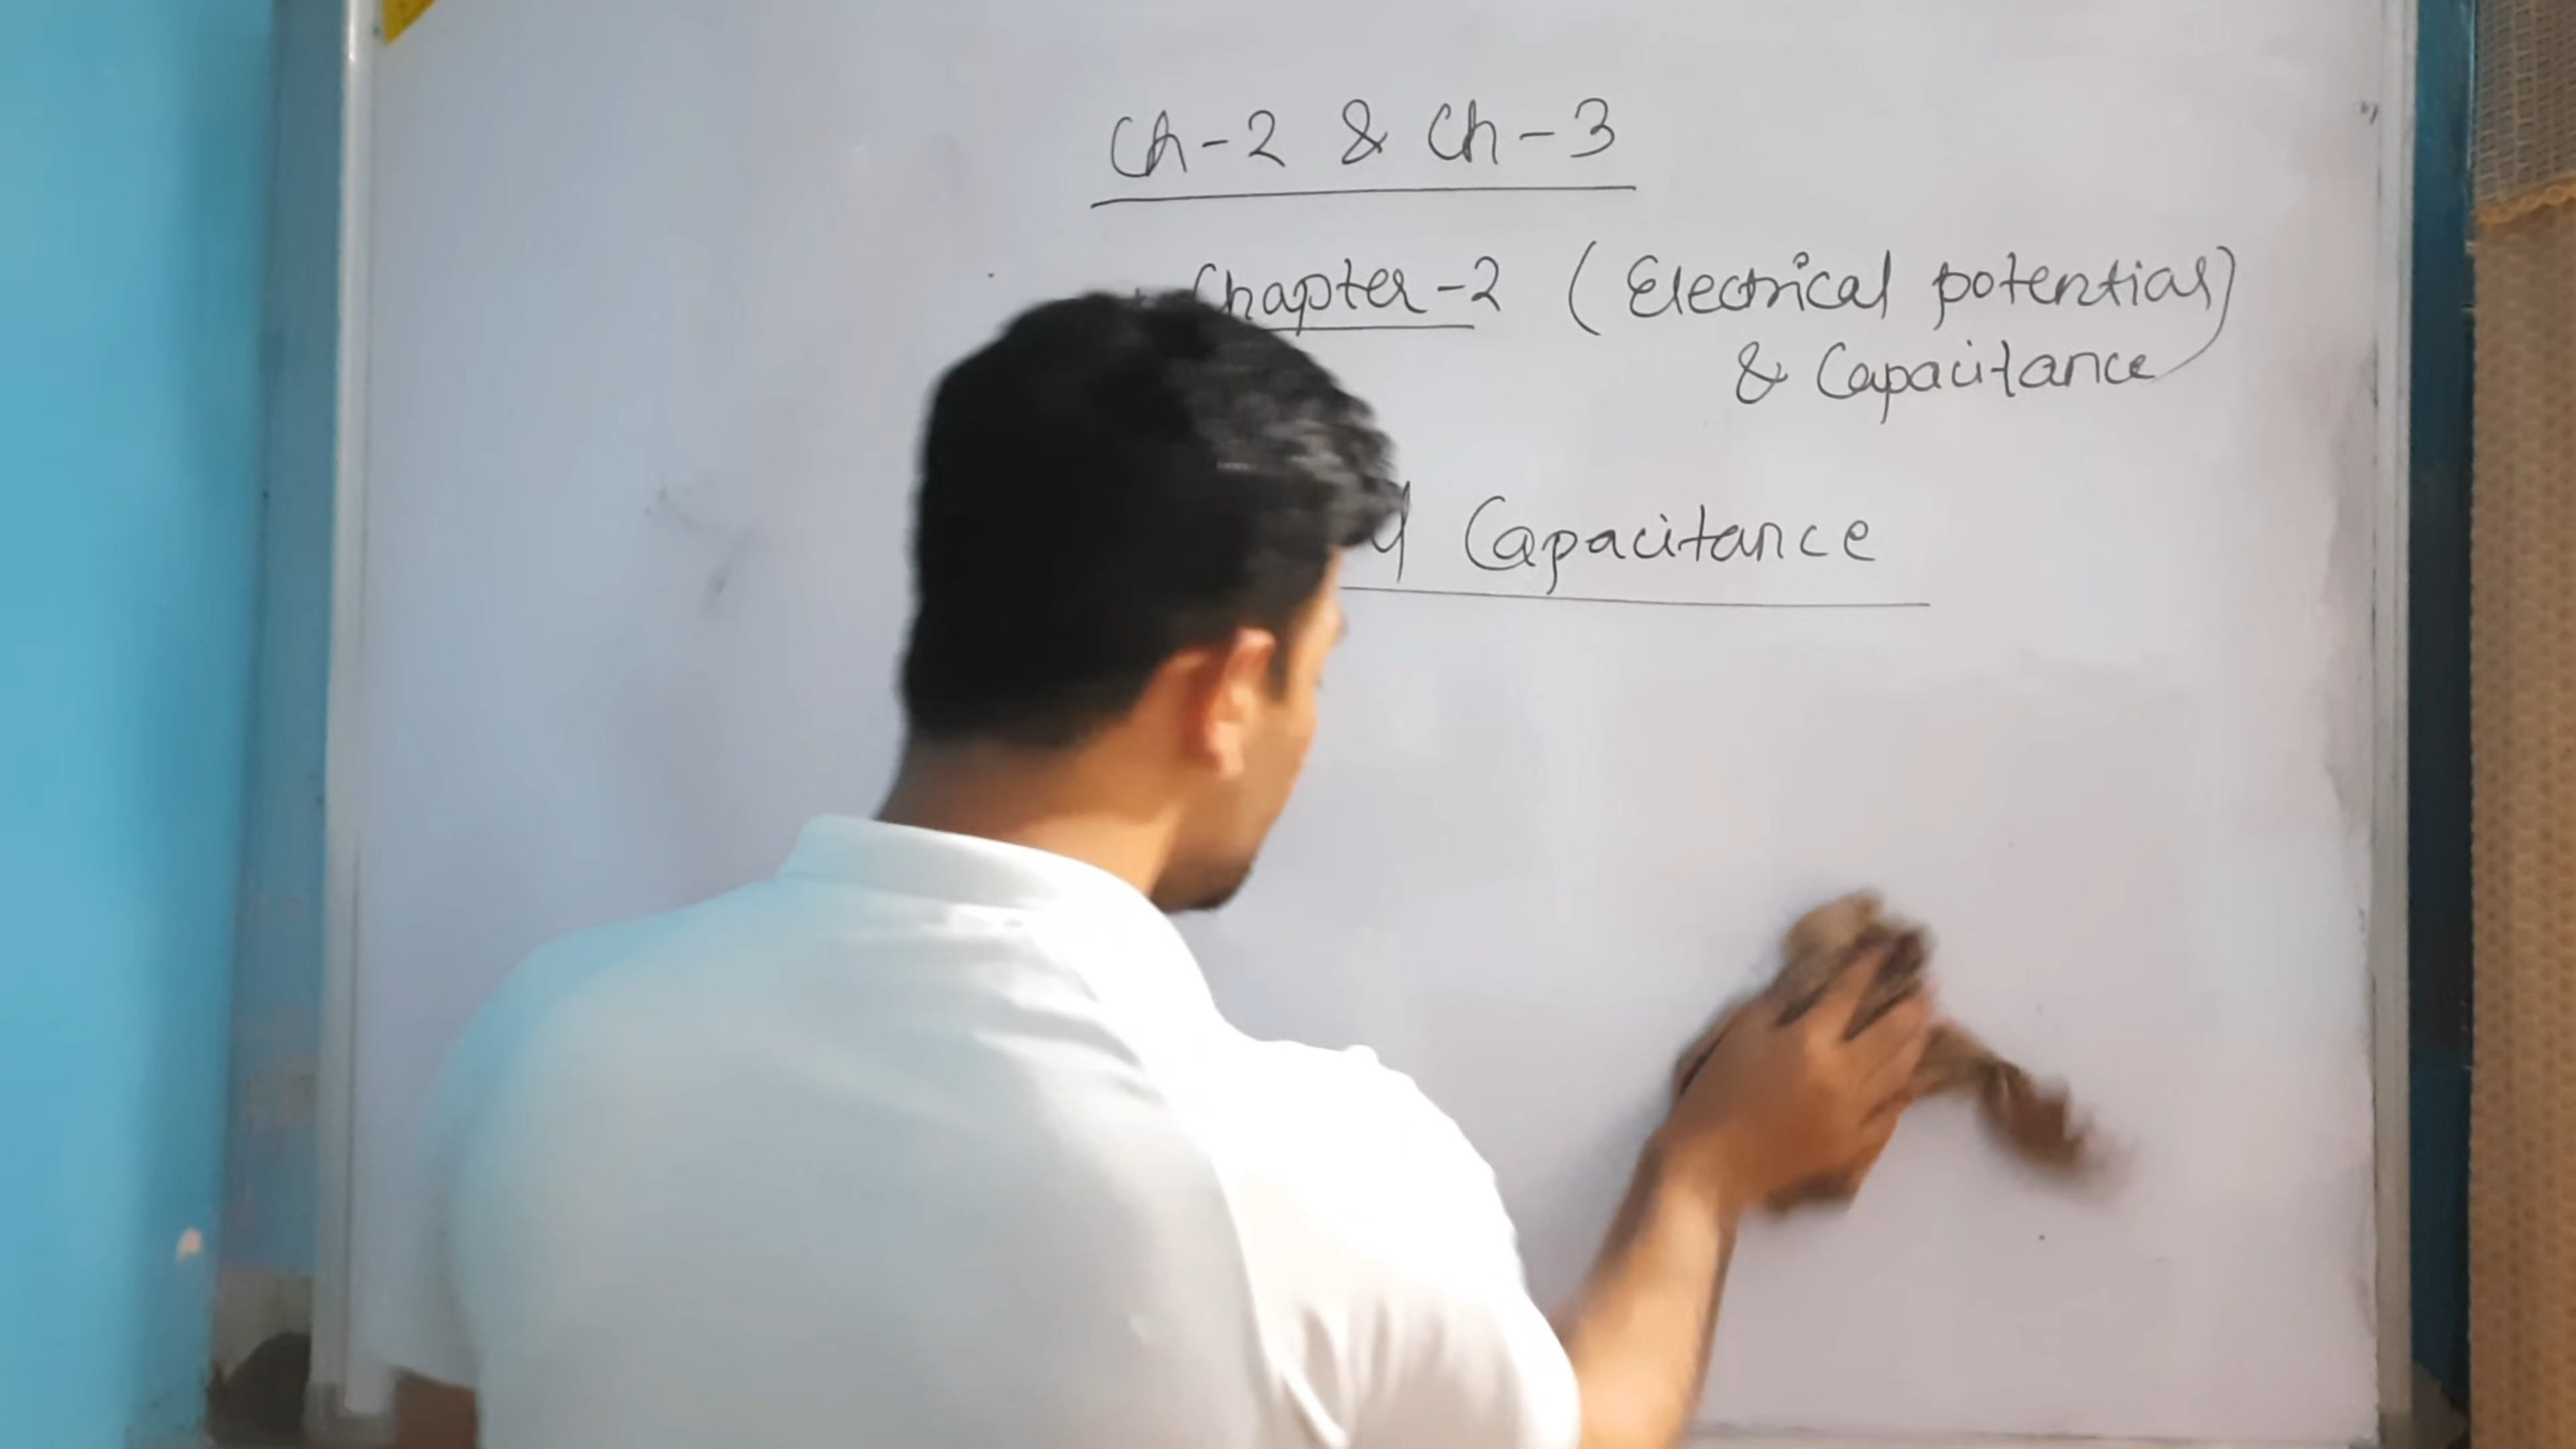 Ch-2 & Ch-3
Chapter-2 (Electrical potential)
& Capacitance
Capacitance